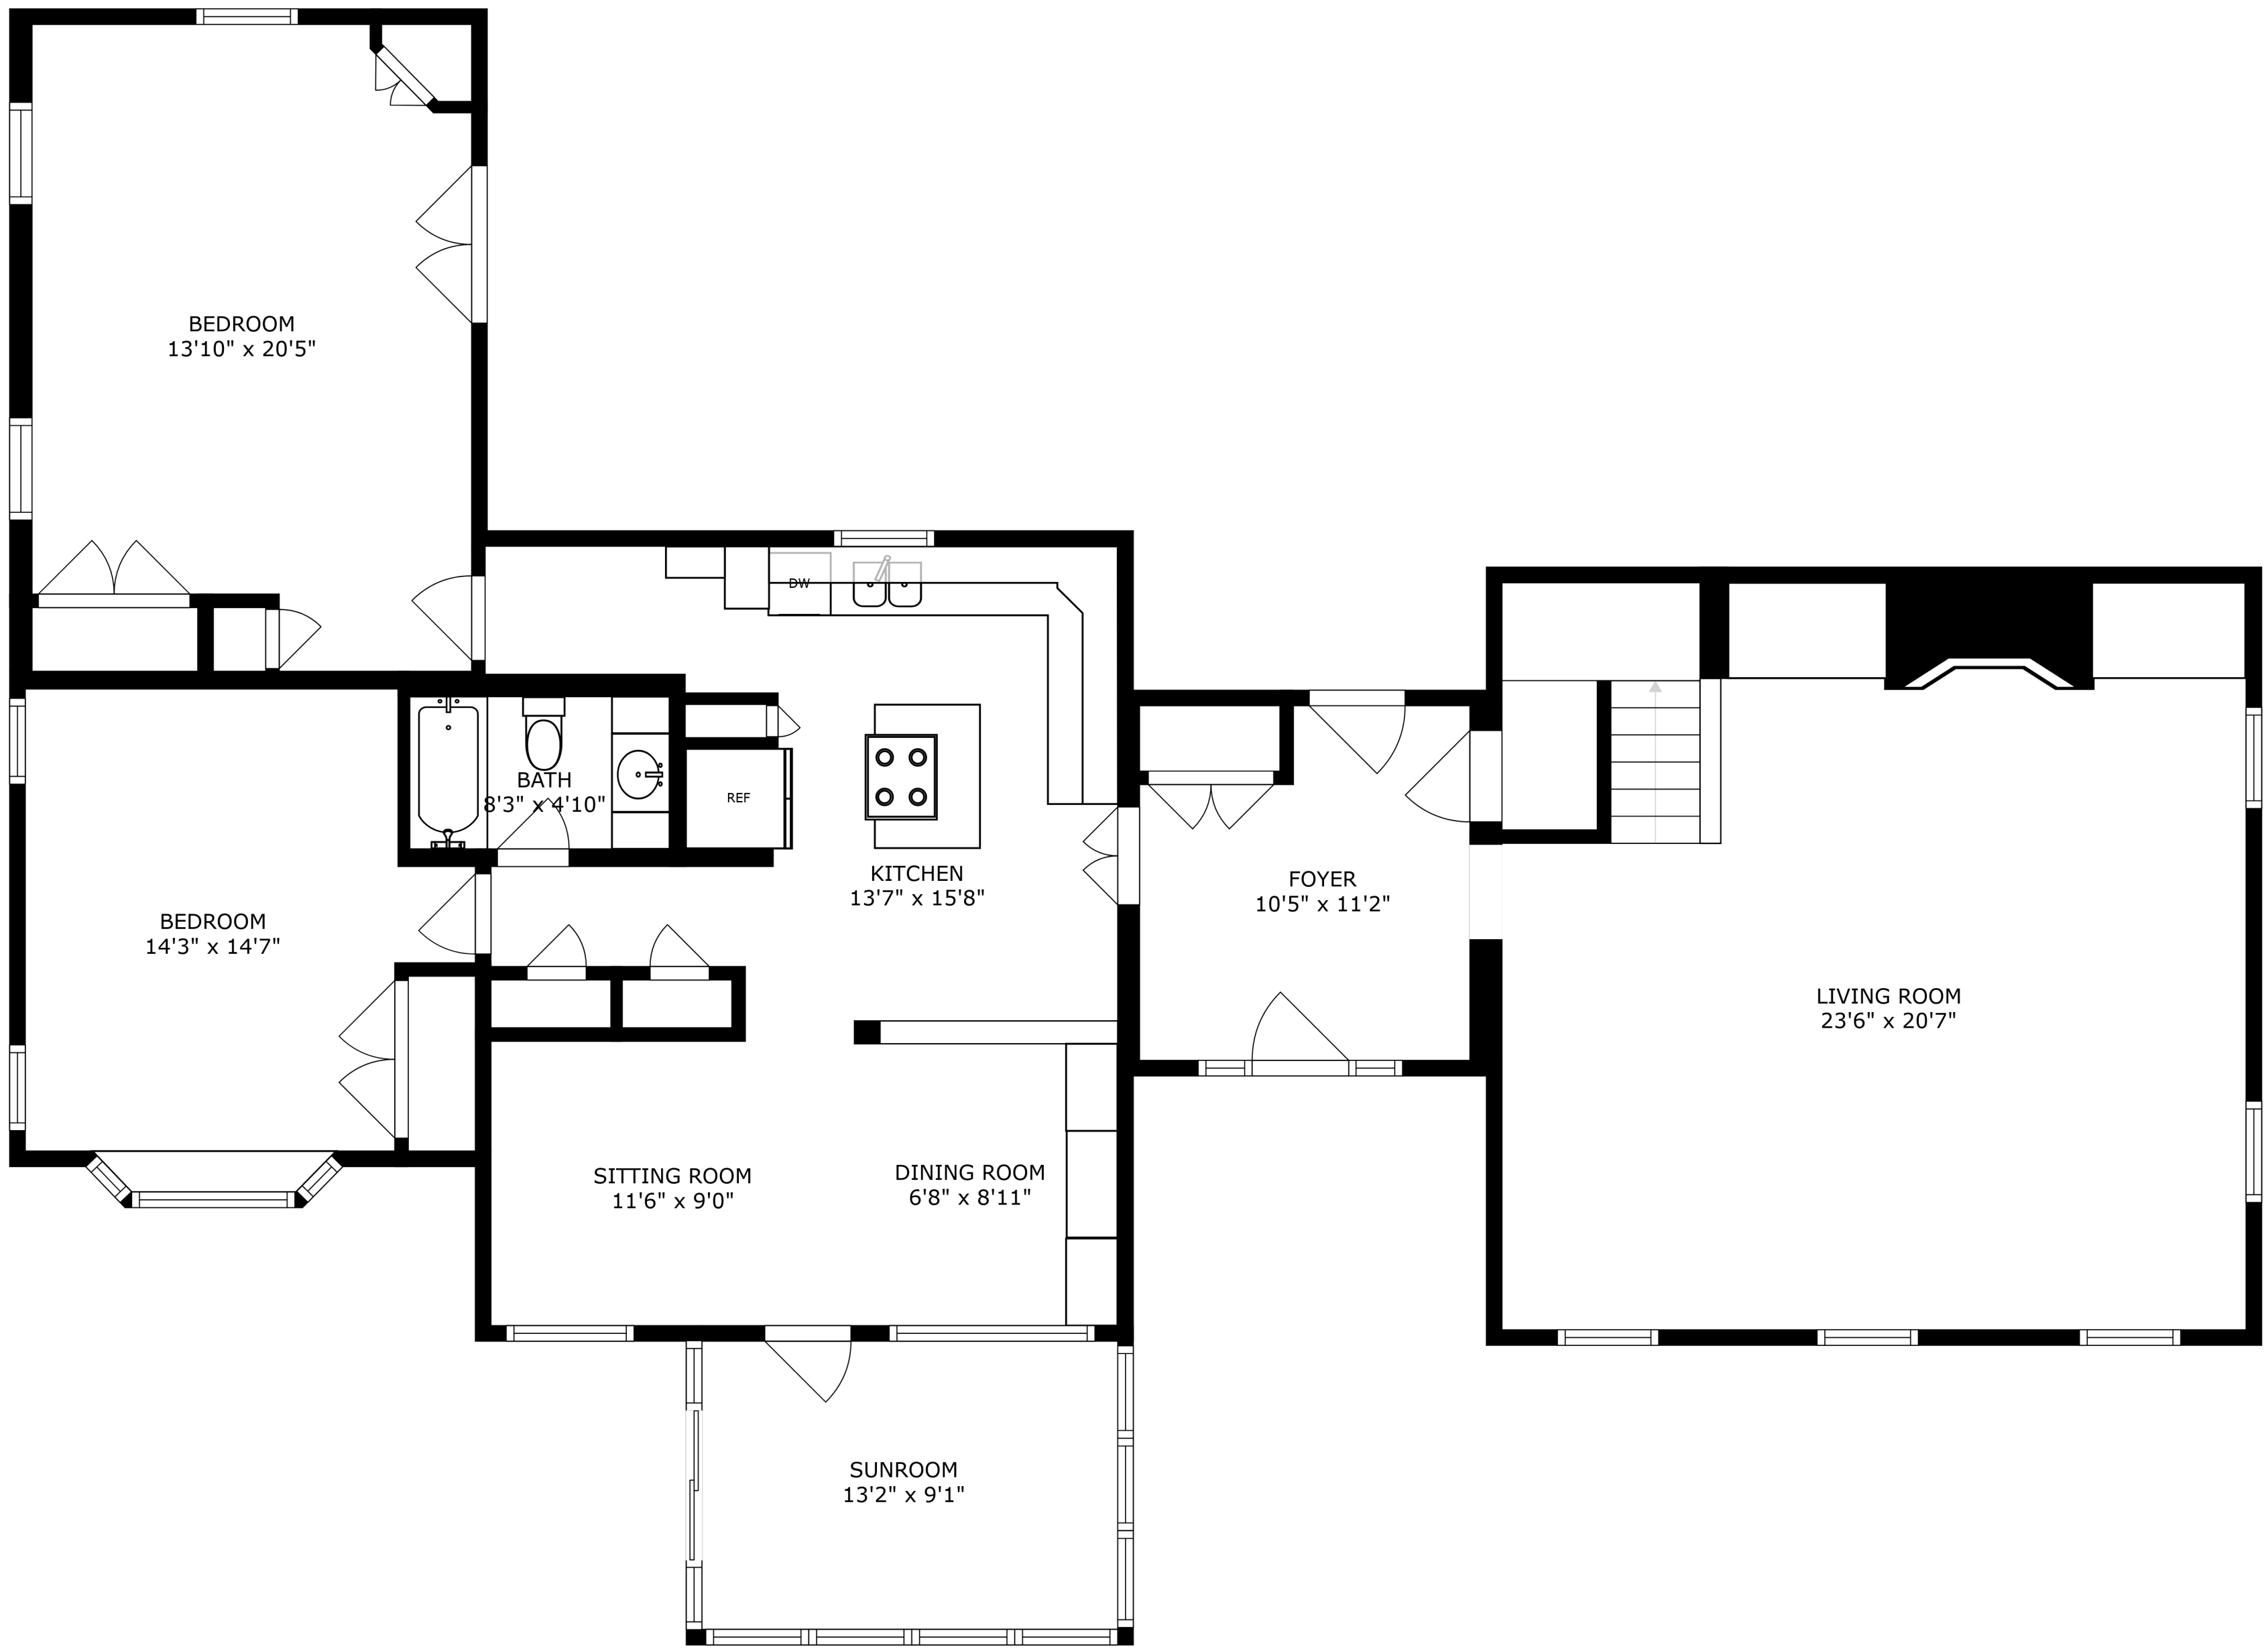 BEDROOM
13'10" x 20'5"
DW
BATH
8'3" x 4'10"
REF
KITCHEN
13'7" x 15'8"
FOYER
10'5" x 11'2"
BEDROOM
14'3" x 14'7"
LIVING ROOM
23'6" x 20'7"
SITTING ROOM
11'6" x 9'0"
DINING ROOM
6'8" x 8'11"
SUNROOM
13'2" x 9'1"